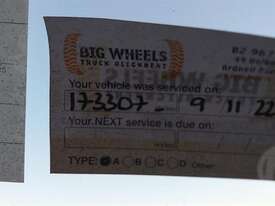 BIG WHEELS
TRUCK ALIGNMENT
Your vehicle was serviced on:
173307 - 9 11 22
Your NEXT service is due on:
TYPE: A B C D Other